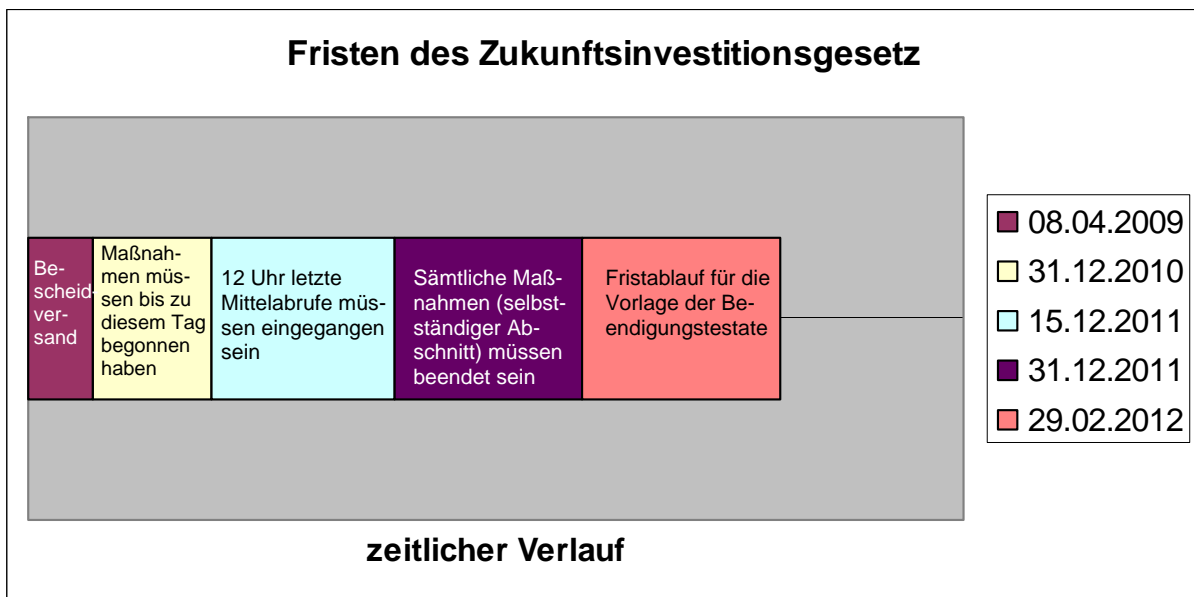 Fristen des Zukunftsinvestitionsgesetz
Be-
scheid-
ver-
sand
Maßnah-
men müs-
sen bis zu
diesem Tag
begonnen
haben
12 Uhr letzte
Mittelabrufe müs-
sen eingegangen
sein
Sämtliche Maß-
nahmen (selbst-
ständiger Ab-
schnitt) müssen
beendet sein
Fristablauf für die
Vorlage der Be-
endigungstestate
08.04.2009
31.12.2010
15.12.2011
31.12.2011
29.02.2012
zeitlicher Verlauf